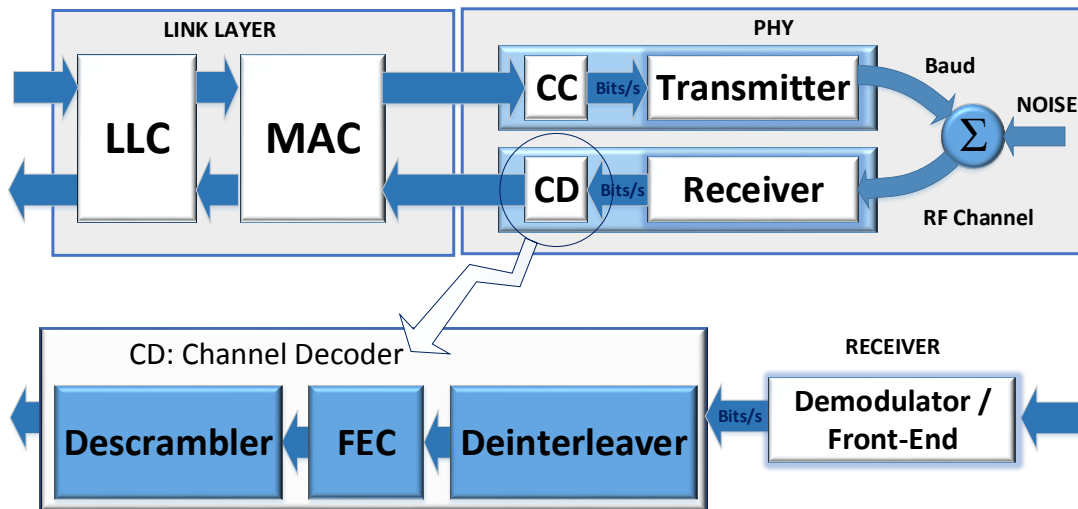 LINK LAYER
PHY
LLC
MAC
CC
Bits/s
Transmitter
Baud
NOISE
Σ
CD
Bits/s
Receiver
RF Channel
CD: Channel Decoder
RECEIVER
Descrambler
FEC
Deinterleaver
Bits/s
Demodulator /
Front-End